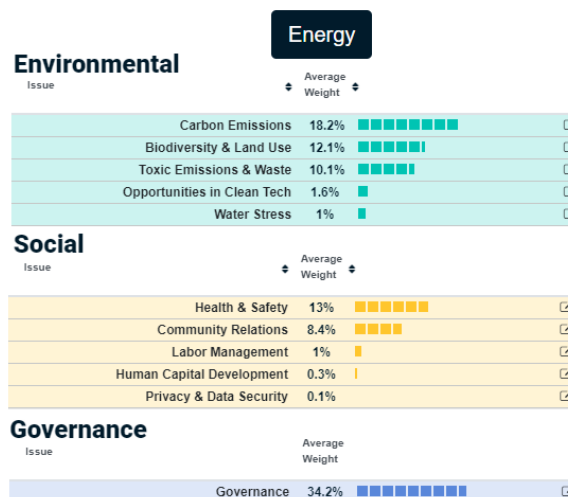 Energy
Environmental
Issue
Average
Weight
Carbon Emissions 18.2%
Biodiversity & Land Use 12.1%
Toxic Emissions & Waste 10.1%
Opportunities in Clean Tech 1.6%
Water Stress 1%
Social
Issue
Average
Weight
Health & Safety 13%
Community Relations 8.4%
Labor Management 1%
Human Capital Development 0.3%
Privacy & Data Security 0.1%
Governance
Issue
Average
Weight
Governance 34.2%